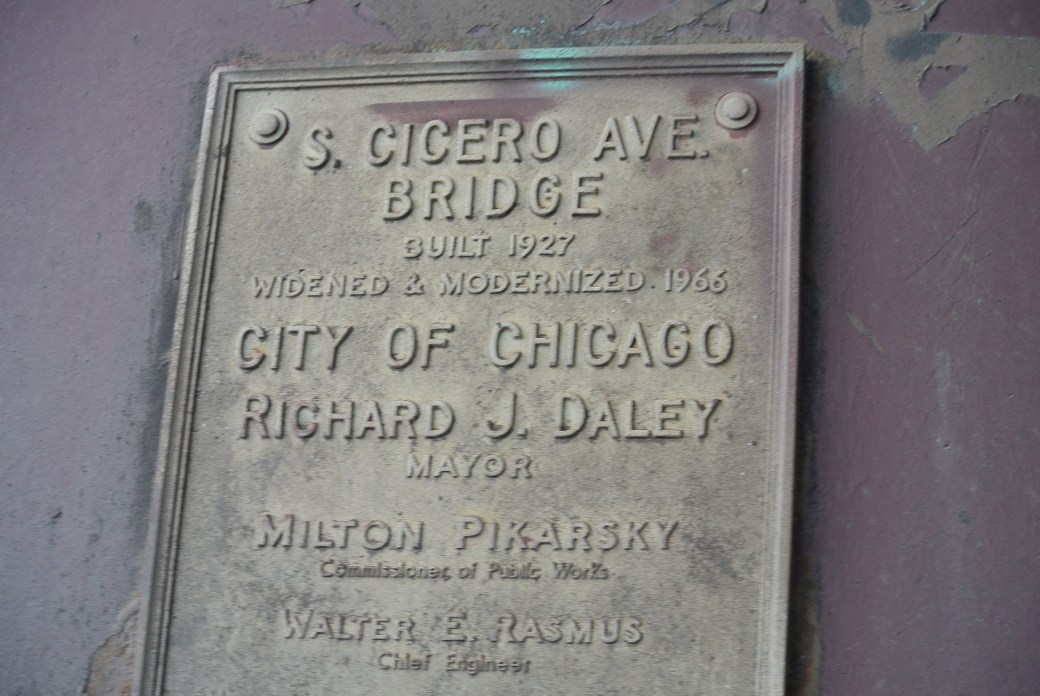 S. CICERO AVE.
BRIDGE
BUILT 1927
WIDENED & MODERNIZED 1966
CITY OF CHICAGO
RICHARD J. DALEY
MAYOR
MILTON PIKARSKY
Commissioner of Public Works
WALTER E. RASMUS
Chief Engineer